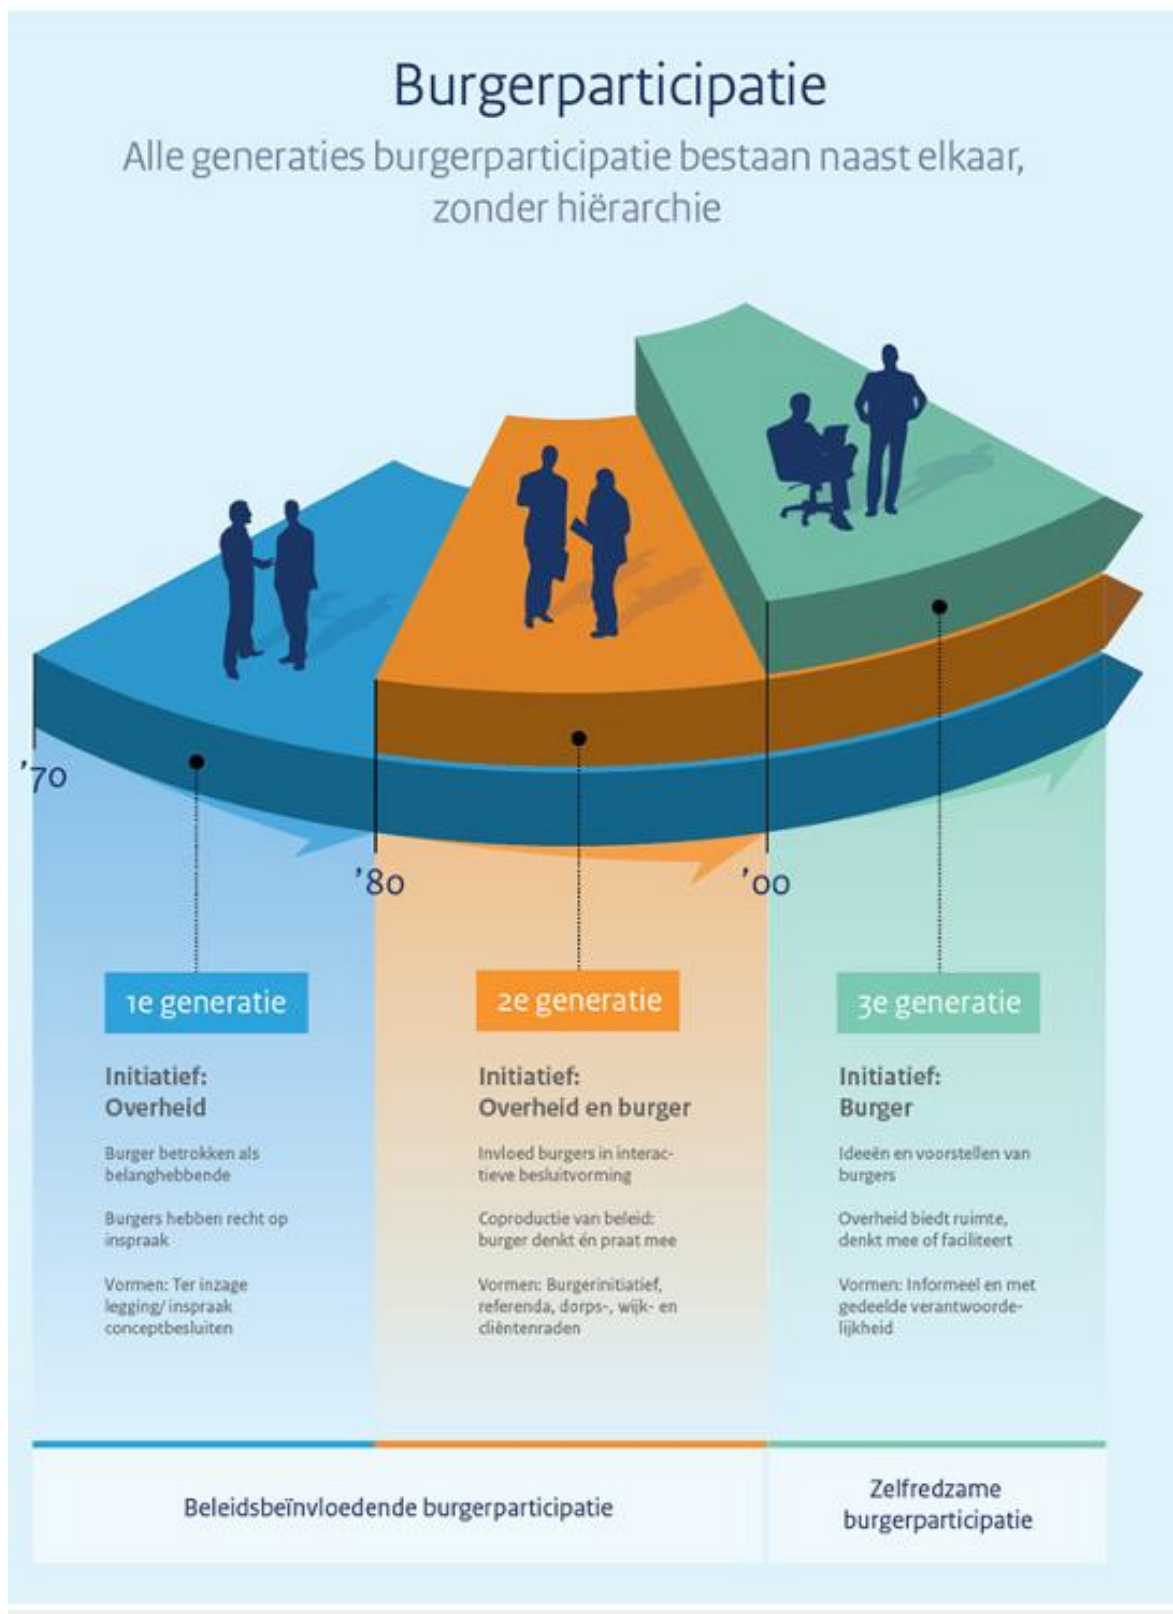 Burgerparticipatie
Alle generaties burgerparticipatie bestaan naast elkaar,
zonder hiërarchie
'70
'80
'00
1e generatie
Initiatief:
Overheid
Burger betrokken als
belanghebbende
Burgers hebben recht op
inspraak
Vormen: Ter inzage
legging/ inspraak
conceptbesluiten
2e generatie
Initiatief:
Overheid en burger
Invloed burgers in interac-
tieve besluitvorming
Coproductie van beleid:
burger denkt én praat mee
Vormen: Burgerinitiatief,
referenda, dorps-, wijk- en
cliëntenraden
3e generatie
Initiatief:
Burger
Ideeën en voorstellen van
burgers
Overheid biedt ruimte,
denkt mee of faciliteert
Vormen: Informeel en met
gedeelde verantwoorde-
lijkheid
Beleidsbeïnvloedende burgerparticipatie
Zelfredzame
burgerparticipatie